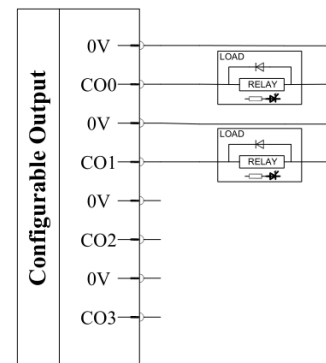 Configurable Output
0V
LOAD
CO0
RELAY
0V
LOAD
CO1
RELAY
0V
CO2
0V
CO3